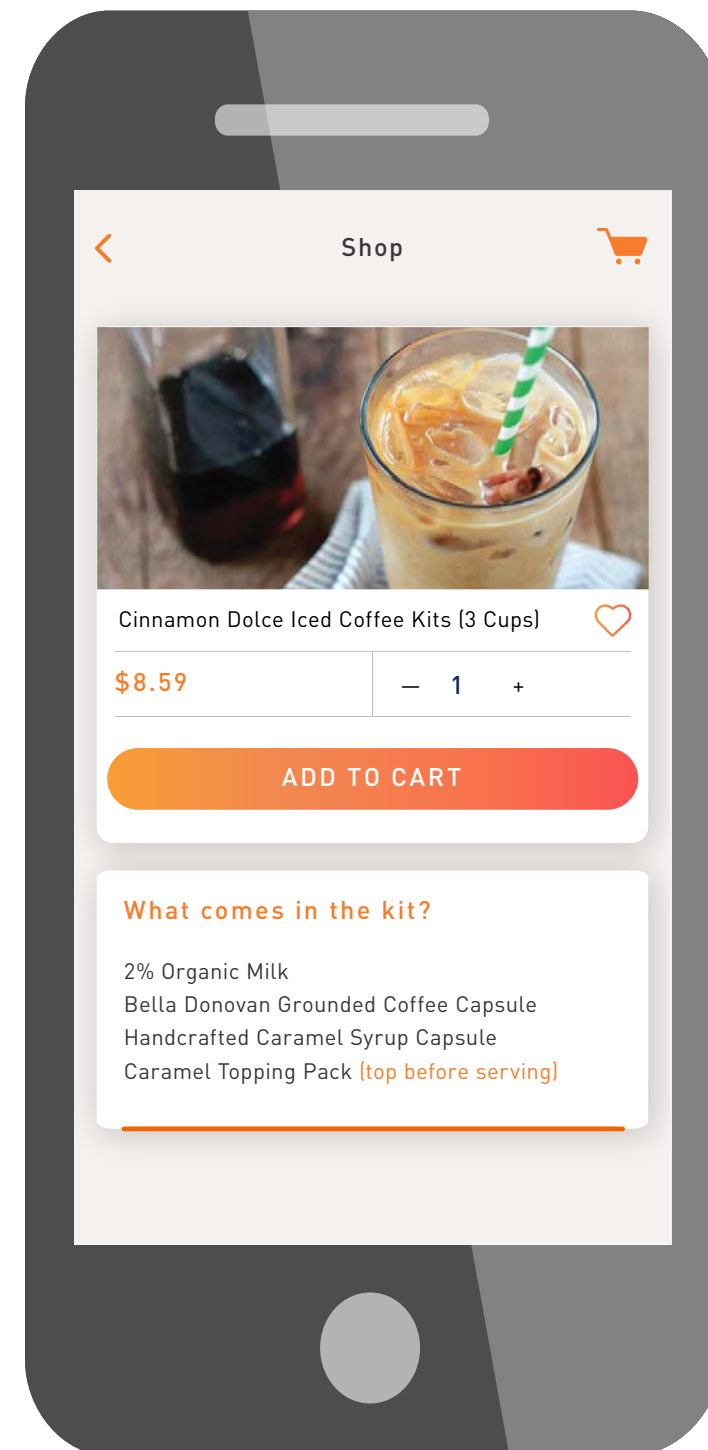 Shop
Cinnamon Dolce Iced Coffee Kits (3 Cups)
$8.59
— 1 +
ADD TO CART
What comes in the kit?
2% Organic Milk
Bella Donovan Grounded Coffee Capsule
Handcrafted Caramel Syrup Capsule
Caramel Topping Pack (top before serving)